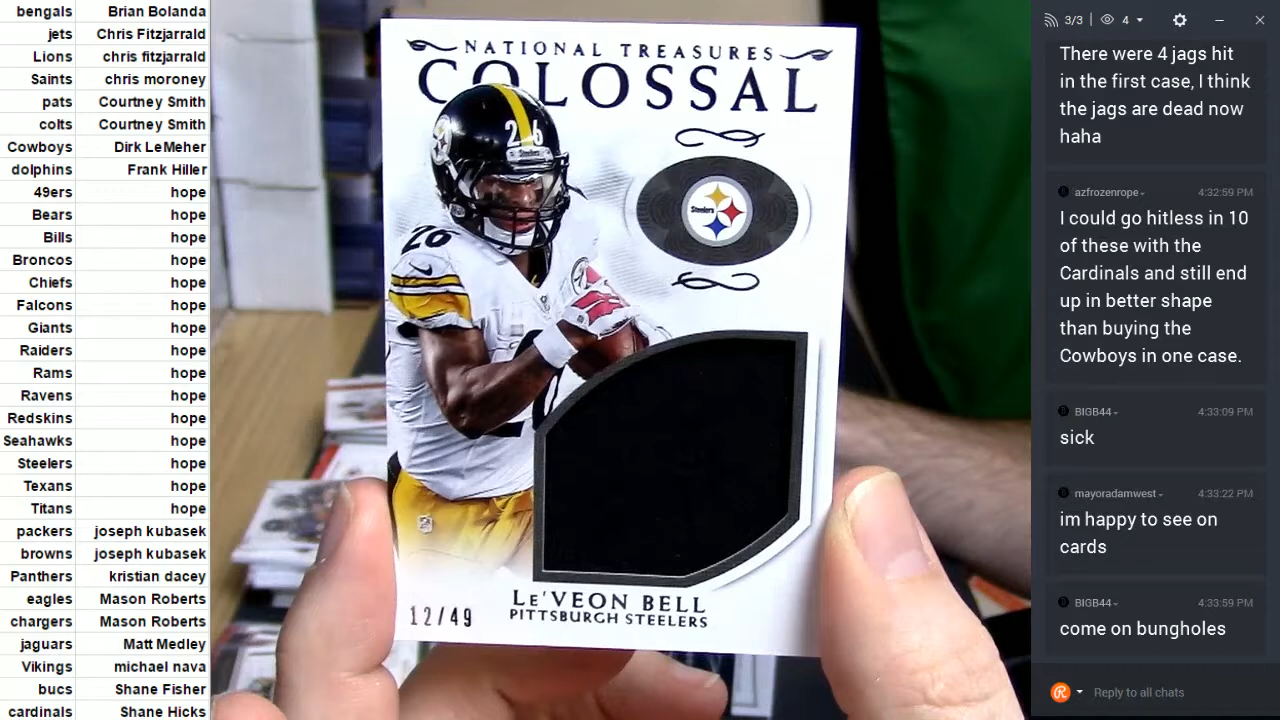 bengals Brian Bolanda
jets Chris Fitzjarrald
Lions chris fitzjarrald
Saints chris moroney
pats Courtney Smith
colts Courtney Smith
Cowboys Dirk LeMeher
dolphins Frank Hiller
49ers hope
Bears hope
Bills hope
Broncos hope
Chiefs hope
Falcons hope
Giants hope
Raiders hope
Rams hope
Ravens hope
Redskins hope
Seahawks hope
Steelers hope
Texans hope
Titans hope
packers joseph kubasek
browns joseph kubasek
Panthers kristian dacey
eagles Mason Roberts
chargers Mason Roberts
jaguars Matt Medley
Vikings michael nava
bucs Shane Fisher
cardinals Shane Hicks
NATIONAL TREASURES
COLOSSAL
26
Steelers
Steelers
26
LE'VEON BELL
PITTSBURGH STEELERS
12/49
3/3 4
There were 4 jags hit
in the first case, I think
the jags are dead now
haha
azfrozenrope 4:32:59 PM
I could go hitless in 10
of these with the
Cardinals and still end
up in better shape
than buying the
Cowboys in one case.
BIGB44 4:33:09 PM
sick
mayoradamwest 4:33:22 PM
im happy to see on
cards
BIGB44 4:33:59 PM
come on bungholes
Reply to all chats